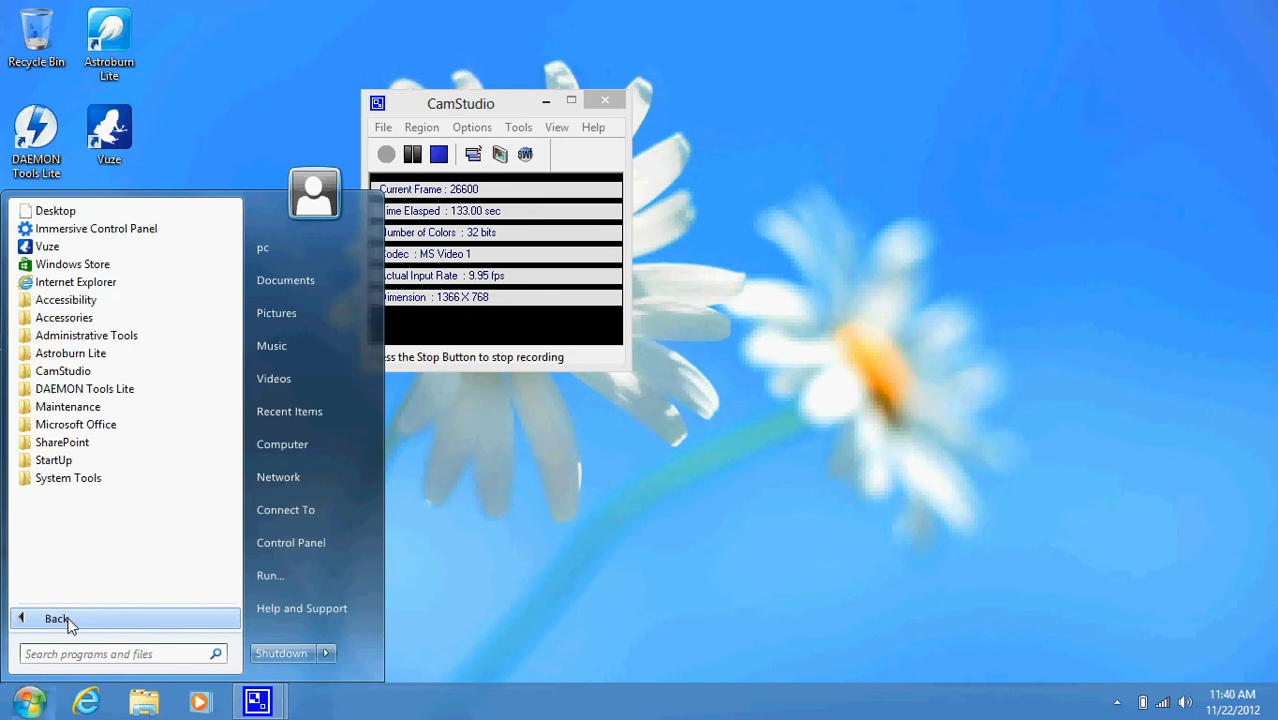 Recycle Bin
Astroburn
Lite
DAEMON
Tools Lite
Vuze
CamStudio
File Region Options Tools View Help
Current Frame : 26600
ime Elasped : 133.00 sec
umber of Colors : 32 bits
odec : MS Video 1
Actual Input Rate : 9.95 fps
imension : 1366 X 768
ess the Stop Button to stop recording
Desktop
Immersive Control Panel
Vuze
Windows Store
Internet Explorer
Accessibility
Accessories
Administrative Tools
Astroburn Lite
CamStudio
DAEMON Tools Lite
Maintenance
Microsoft Office
SharePoint
StartUp
System Tools
Back
Search programs and files
pc
Documents
Pictures
Music
Videos
Recent Items
Computer
Network
Connect To
Control Panel
Run...
Help and Support
Shutdown
11:40 AM
11/22/2012